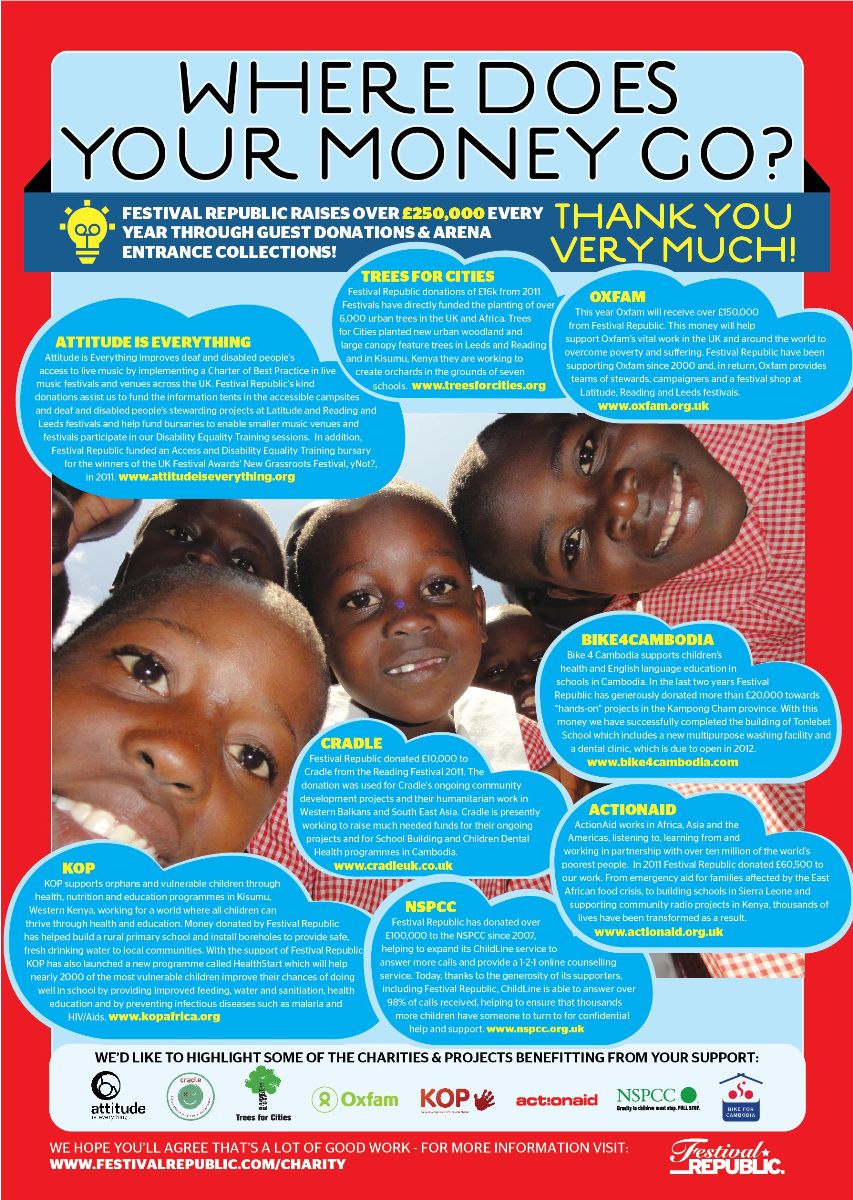 WHERE DOES
YOUR MONEY GO?
FESTIVAL REPUBLIC RAISES OVER £250,000 EVERY
YEAR THROUGH GUEST DONATIONS & ARENA
ENTRANCE COLLECTIONS!
THANK YOU
VERY MUCH!
TREES FOR CITIES
Festival Republic donations of £16k from 2011
Festivals have directly funded the planting of over
6,000 urban trees in the UK and Africa. Trees
for Cities planted new urban woodland and
large canopy feature trees in Leeds and Reading
and in Kisumu, Kenya they are working to
create orchards in the grounds of seven
schools. www.treesforcities.org
OXFAM
This year Oxfam will receive over £150,000
from Festival Republic. This money will help
support Oxfam's vital work in the UK and around the world to
overcome poverty and suffering. Festival Republic have been
supporting Oxfam since 2000 and, in return, Oxfam provides
teams of stewards, campaigners and a festival shop at
Latitude, Reading and Leeds festivals.
www.oxfam.org.uk
ATTITUDE IS EVERYTHING
Attitude is Everything improves deaf and disabled people's
access to live music by implementing a Charter of Best Practice in live
music festivals and venues across the UK. Festival Republic's kind
donations assist us to fund the information tents in the accessible campsites
and deaf and disabled people's stewarding projects at Latitude and Reading and
Leeds festivals and help fund bursaries to enable smaller music venues and
festivals participate in our Disability Equality Training sessions. In addition,
Festival Republic funded an Access and Disability Equality Training bursary
for the winners of the UK Festival Awards' New Grassroots Festival, yNot?,
in 2011. www.attitudeiseverything.org
BIKE4CAMBODIA
Bike 4 Cambodia supports children's
health and English language education in
schools in Cambodia. In the last two years Festival
Republic has generously donated more than £20,000 towards
"hands-on" projects in the Kampong Cham province. With this
money we have successfully completed the building of Tonlebet
School which includes a new multipurpose washing facility and
a dental clinic, which is due to open in 2012.
www.bike4cambodia.com
CRADLE
Festival Republic donated £10,000 to
Cradle from the Reading Festival 2011. The
donation was used for Cradle's ongoing community
development projects and their humanitarian work in
Western Balkans and South East Asia. Cradle is presently
working to raise much needed funds for their ongoing
projects and for School Building and Children Dental
Health programmes in Cambodia.
www.cradleuk.co.uk
ACTIONAID
ActionAid works in Africa, Asia and the
Americas, listening to, learning from and
working in partnership with over ten million of the world's
poorest people. In 2011 Festival Republic donated £60,500 to
our work. From emergency aid for families affected by the East
African food crisis, to building schools in Sierra Leone and
supporting community radio projects in Kenya, thousands of
lives have been transformed as a result.
www.actionaid.org.uk
KOP
KOP supports orphans and vulnerable children through
health, nutrition and education programmes in Kisumu,
Western Kenya, working for a world where all children can
thrive through health and education. Money donated by Festival Republic
has helped build a rural primary school and install boreholes to provide safe,
fresh drinking water to local communities. With the support of Festival Republic
KOP has also launched a new programme called HealthStart which will help
nearly 2000 of the most vulnerable children improve their chances of doing
well in school by providing improved feeding, water and sanitation, health
education and by preventing infectious diseases such as malaria and
HIV/Aids. www.kopafrica.org
NSPCC
Festival Republic has donated over
£100,000 to the NSPCC since 2007,
helping to expand its ChildLine service to
answer more calls and provide a 1-2-1 online counselling
service. Today, thanks to the generosity of its supporters,
including Festival Republic, ChildLine is able to answer over
98% of calls received, helping to ensure that thousands
more children have someone to turn to for confidential
help and support. www.nspcc.org.uk
WE'D LIKE TO HIGHLIGHT SOME OF THE CHARITIES & PROJECTS BENEFITTING FROM YOUR SUPPORT:
attitude
is everything
cradle
Trees for Cities
Oxfam
KOP
act:onaid
NSPCC
Cruelty to children must stop. FULL STOP.
BIKE FOR
CAMBODIA
WE HOPE YOU'LL AGREE THAT'S A LOT OF GOOD WORK - FOR MORE INFORMATION VISIT:
WWW.FESTIVALREPUBLIC.COM/CHARITY
Festival
REPUBLIC.